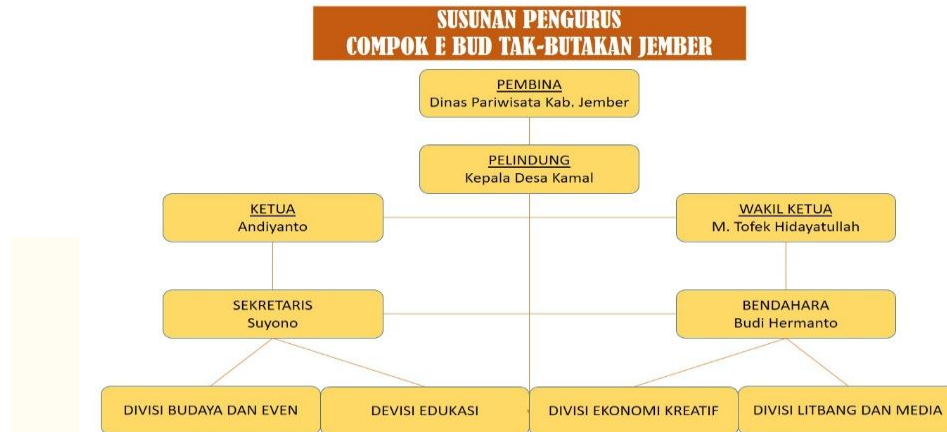 SUSUNAN PENGURUS
COMPOK E BUD TAK-BUTAKAN JEMBER
PEMBINA
Dinas Pariwisata Kab. Jember
PELINDUNG
Kepala Desa Kamal
KETUA
Andiyanto
WAKIL KETUA
M. Tofek Hidayatullah
SEKRETARIS
Suyono
BENDAHARA
Budi Hermanto
DIVISI BUDAYA DAN EVEN
DEVISI EDUKASI
DIVISI EKONOMI KREATIF
DIVISI LITBANG DAN MEDIA